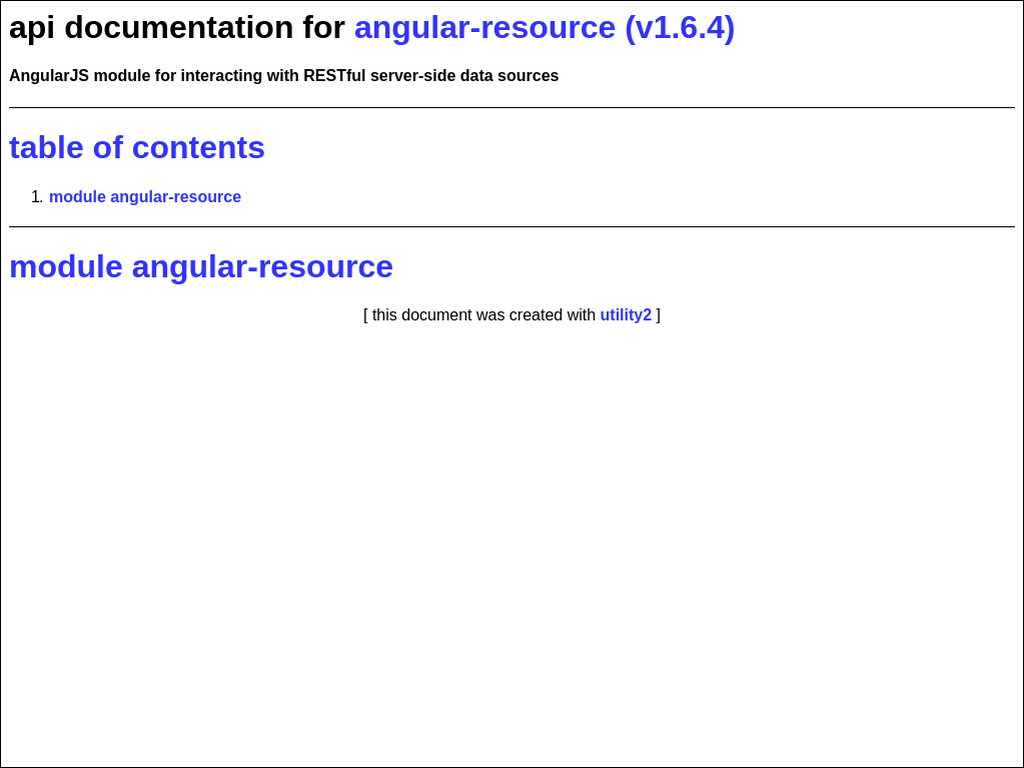 api documentation for angular-resource (v1.6.4)
AngularJS module for interacting with RESTful server-side data sources
table of contents
1. module angular-resource
module angular-resource
[ this document was created with utility2 ]